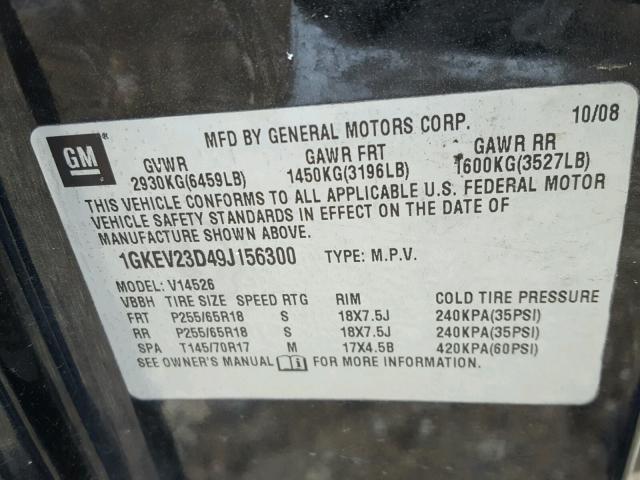 10/08
MFD BY GENERAL MOTORS CORP.
GM ®
GVWR GAWR FRT GAWR RR
2930KG(6459LB) 1450KG(3196LB) 1600KG(3527LB)
THIS VEHICLE CONFORMS TO ALL APPLICABLE U.S. FEDERAL MOTOR
VEHICLE SAFETY STANDARDS IN EFFECT ON THE DATE OF
MANUFACTURE SHOWN ABOVE.
1GKEV23D49J156300 TYPE: M.P.V.
MODEL: V14526
VBBH TIRE SIZE SPEED RTG RIM COLD TIRE PRESSURE
FRT P255/65R18 S 18X7.5J 240KPA(35PSI)
RR P255/65R18 S 18X7.5J 240KPA(35PSI)
SPA T145/70R17 M 17X4.5B 420KPA(60PSI)
SEE OWNER'S MANUAL i FOR MORE INFORMATION.